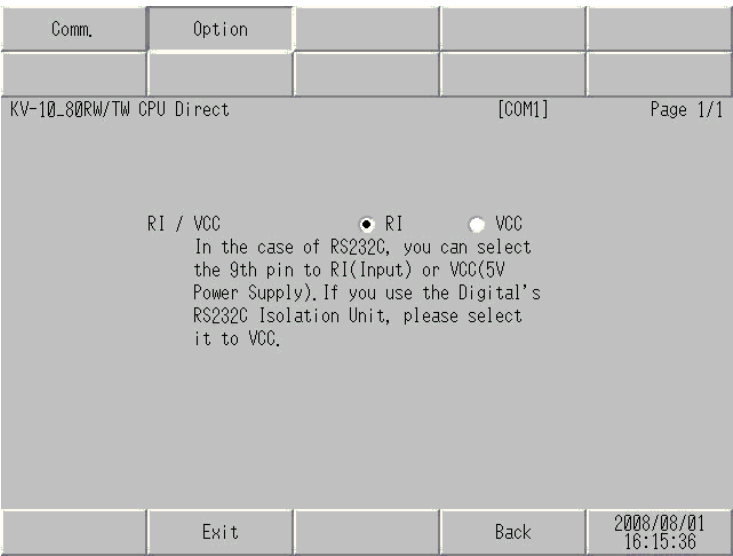 Comm. Option
KV-10_80RW/TW CPU Direct [COM1] Page 1/1
RI / VCC RI VCC
In the case of RS232C, you can select
the 9th pin to RI(Input) or VCC(5V
Power Supply).If you use the Digital's
RS232C Isolation Unit, please select
it to VCC.
Exit Back 2008/08/01
16:15:36